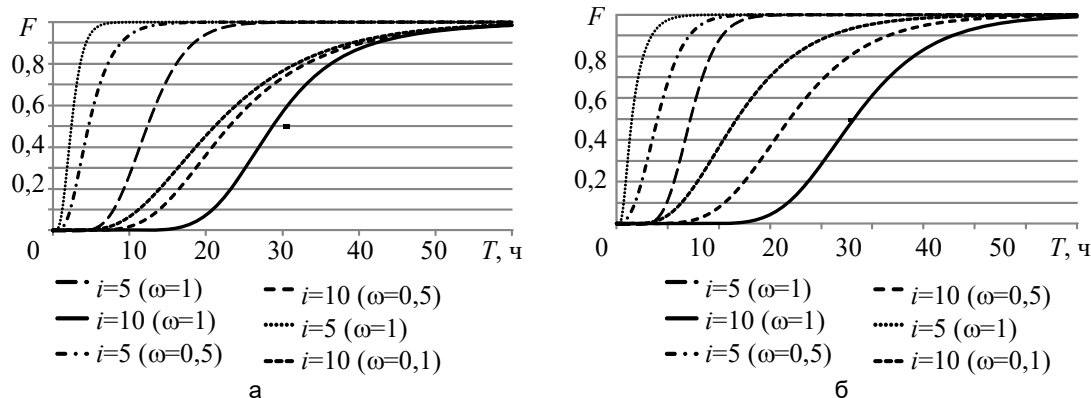 F
0,8
0,6
0,4
0,2
0 10 20 30 40 50 T, ч
i=5 (ω=1)
i=10 (ω=1)
i=5 (ω=0,5)
i=10 (ω=0,5)
i=5 (ω=1)
i=10 (ω=0,1)
а
F
0,8
0,6
0,4
0,2
0 10 20 30 40 50 T, ч
i=5 (ω=1)
i=10 (ω=1)
i=5 (ω=0,5)
i=10 (ω=0,5)
i=5 (ω=1)
i=10 (ω=0,1)
б